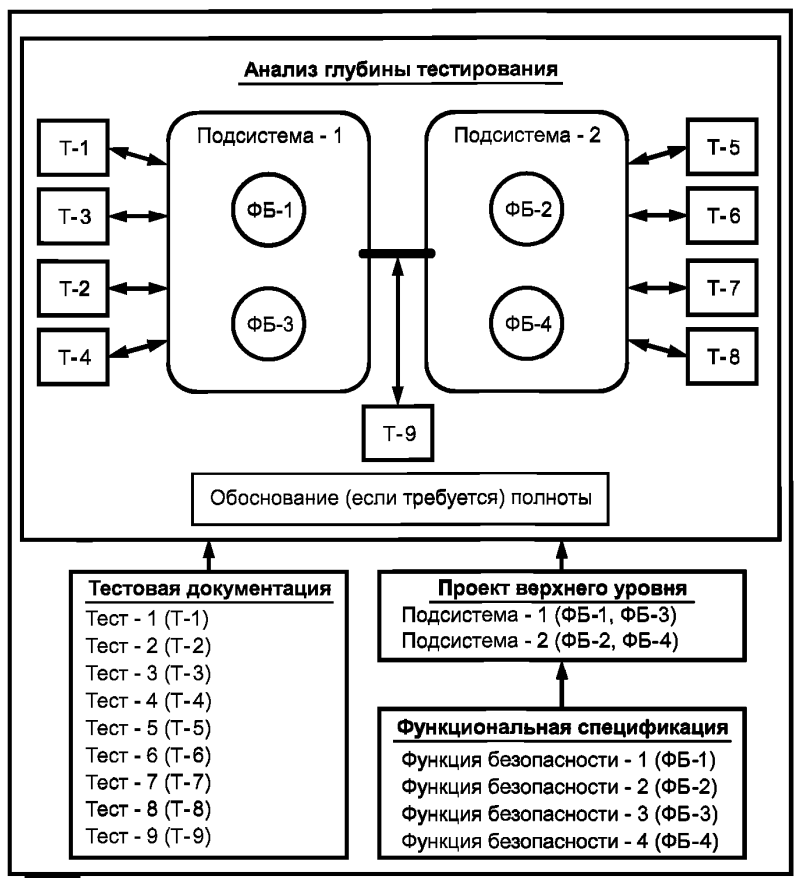 Анализ глубины тестирования
Подсистема - 1
Подсистема - 2
Т-1
Т-3
Т-2
Т-4
ФБ-1
ФБ-3
ФБ-2
ФБ-4
Т-5
Т-6
Т-7
Т-8
Т-9
Обоснование (если требуется) полноты
Тестовая документация
Тест - 1 (Т-1)
Тест - 2 (Т-2)
Тест - 3 (Т-3)
Тест - 4 (Т-4)
Тест - 5 (Т-5)
Тест - 6 (Т-6)
Тест - 7 (Т-7)
Тест - 8 (Т-8)
Тест - 9 (Т-9)
Проект верхнего уровня
Подсистема - 1 (ФБ-1, ФБ-3)
Подсистема - 2 (ФБ-2, ФБ-4)
Функциональная спецификация
Функция безопасности - 1 (ФБ-1)
Функция безопасности - 2 (ФБ-2)
Функция безопасности - 3 (ФБ-3)
Функция безопасности - 4 (ФБ-4)